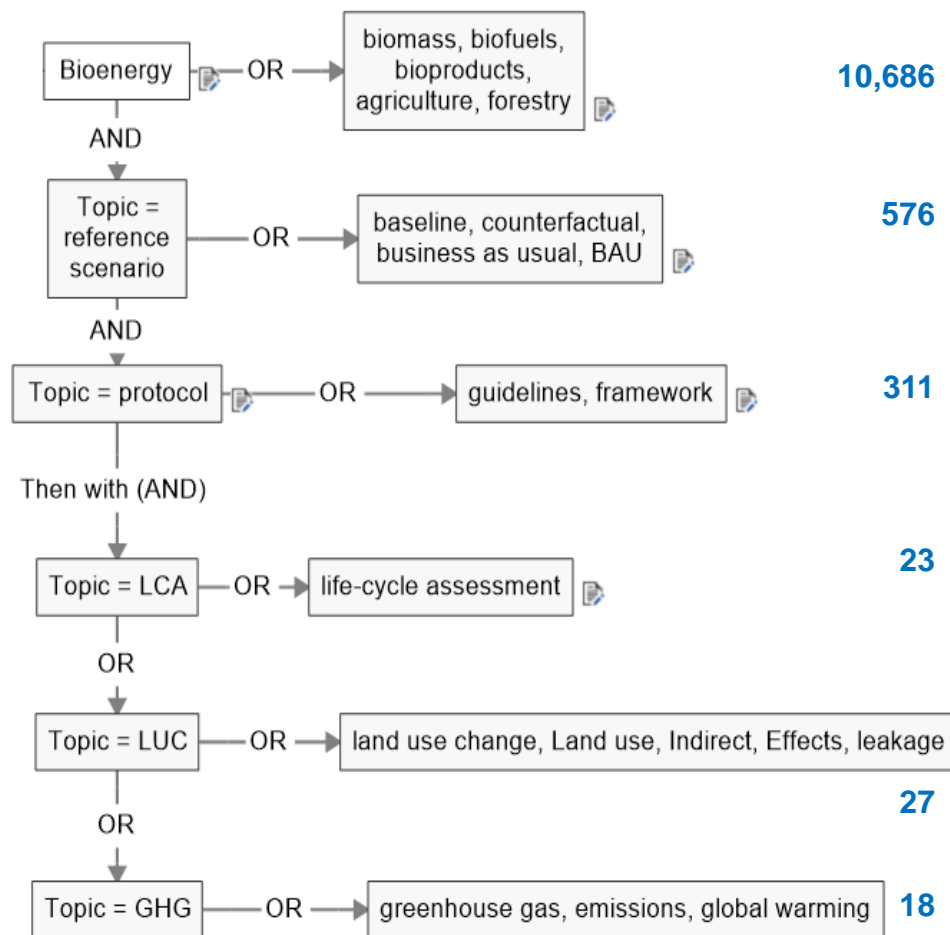 Bioenergy
OR
biomass, biofuels,
bioproducts,
agriculture, forestry
10,686
AND
Topic =
reference
scenario
OR
baseline, counterfactual,
business as usual, BAU
576
AND
Topic = protocol
OR
guidelines, framework
311
Then with (AND)
Topic = LCA
OR
life-cycle assessment
23
OR
Topic = LUC
OR
land use change, Land use, Indirect, Effects, leakage
27
OR
Topic = GHG
OR
greenhouse gas, emissions, global warming
18